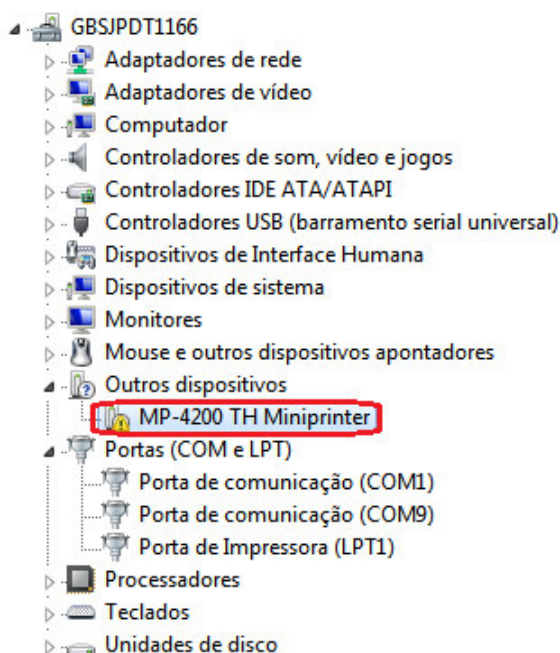 GBSJPDT1166
Adaptadores de rede
Adaptadores de vídeo
Computador
Controladores de som, vídeo e jogos
Controladores IDE ATA/ATAPI
Controladores USB (barramento serial universal)
Dispositivos de Interface Humana
Dispositivos de sistema
Monitores
Mouse e outros dispositivos apontadores
Outros dispositivos
MP-4200 TH Miniprinter
Portas (COM e LPT)
Porta de comunicação (COM1)
Porta de comunicação (COM9)
Porta de Impressora (LPT1)
Processadores
Teclados
Unidades de disco